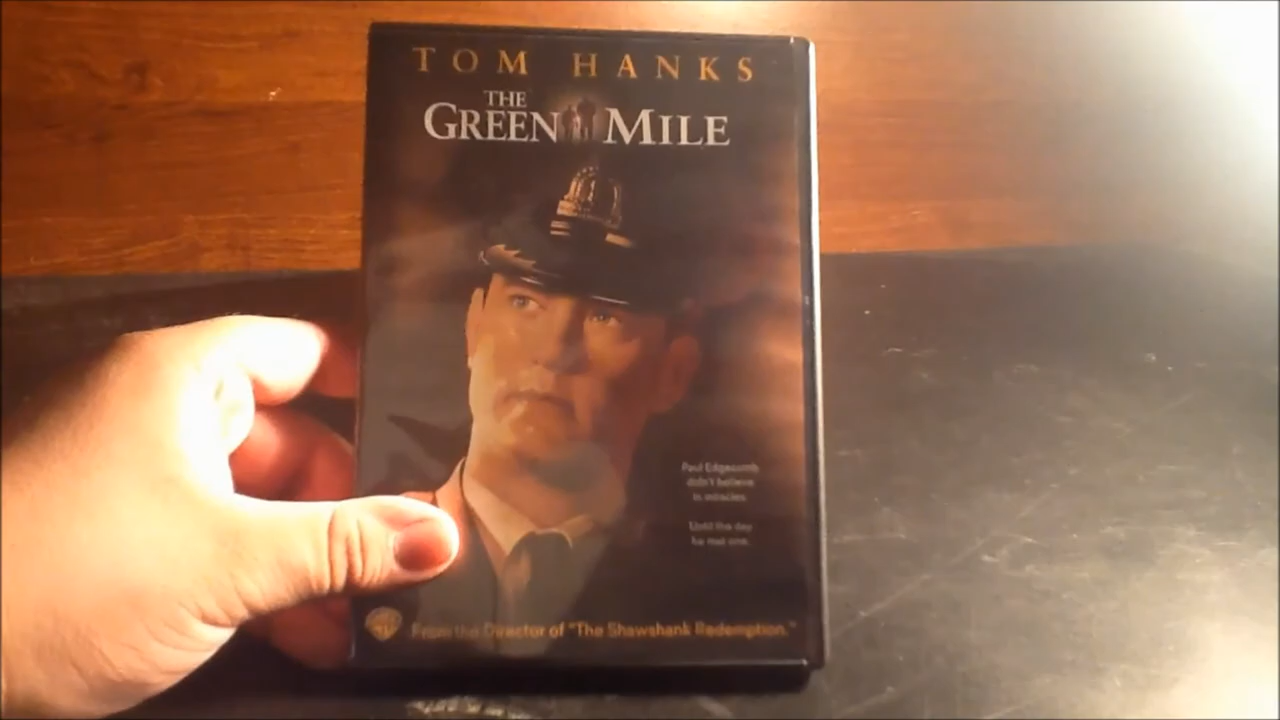 TOM HANKS
THE
GREEN MILE
Paul Edgecomb
didn't believe
in miracles.
Until the day
he met one.
WB
From the Director of "The Shawshank Redemption."